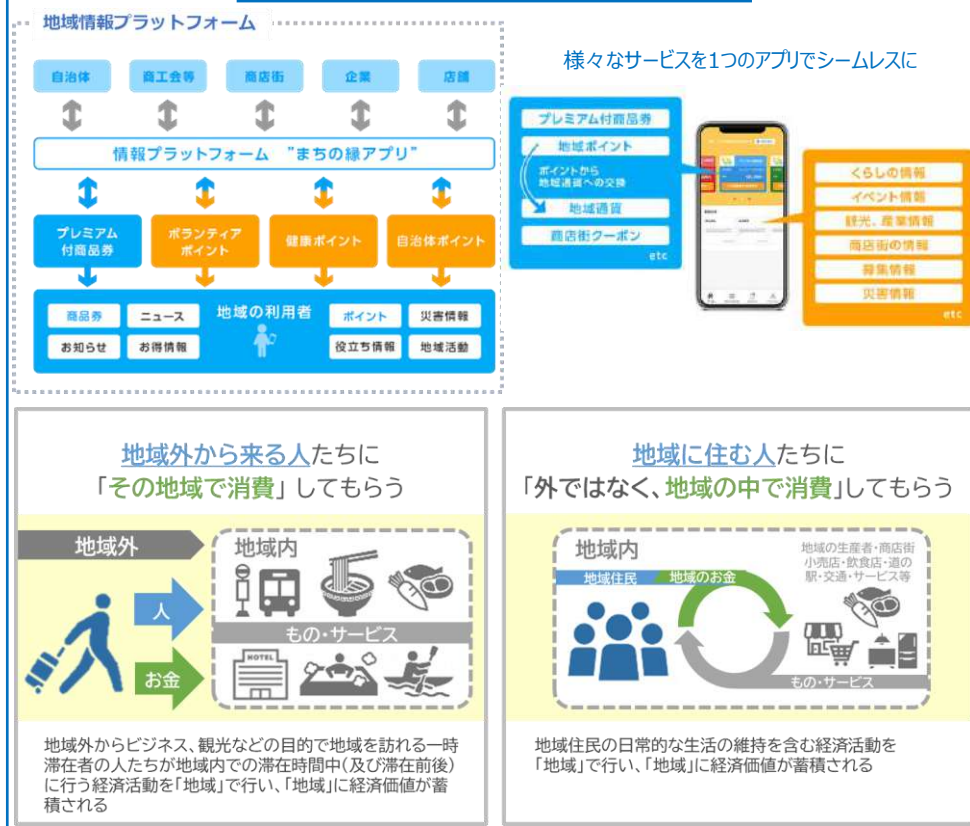 地域情報プラットフォーム
自治体
商工会等
商店街
企業
店舗
情報プラットフォーム "まちの縁アプリ"
プレミアム
付商品券
ボランティア
ポイント
健康ポイント
自治体ポイント
地域の利用者
商品券
ニュース
ポイント
災害情報
お知らせ
お得情報
役立ち情報
地域活動
様々なサービスを1つのアプリでシームレスに
プレミアム付商品券
地域ポイント
ポイントから
地域通貨への交換
地域通貨
商店街クーポン
etc
くらしの情報
イベント情報
観光、産業情報
商店街の情報
募集情報
災害情報
etc
地域外から来る人たちに
「その地域で消費」してもらう
地域外
地域内
人
もの・サービス
お金
HOTEL
地域外からビジネス、観光などの目的で地域を訪れる一時
滞在者の人たちが地域内での滞在時間中(及び滞在前後)
に行う経済活動を「地域」で行い、「地域」に経済価値が蓄
積される
地域に住む人たちに
「外ではなく、地域の中で消費」してもらう
地域内
地域の生産者・商店街
小売店・飲食店・道の
駅・交通・サービス等
地域住民
地域のお金
もの・サービス
地域住民の日常的な生活の維持を含む経済活動を
「地域」で行い、「地域」に経済価値が蓄積される